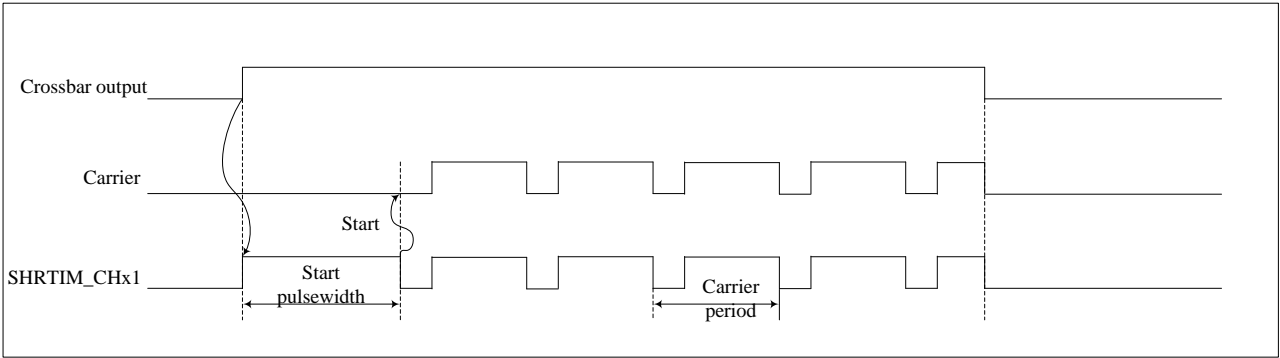 Crossbar output
Carrier
Start
SHRTIM_CHx1
Start
pulsewidth
Carrier
period